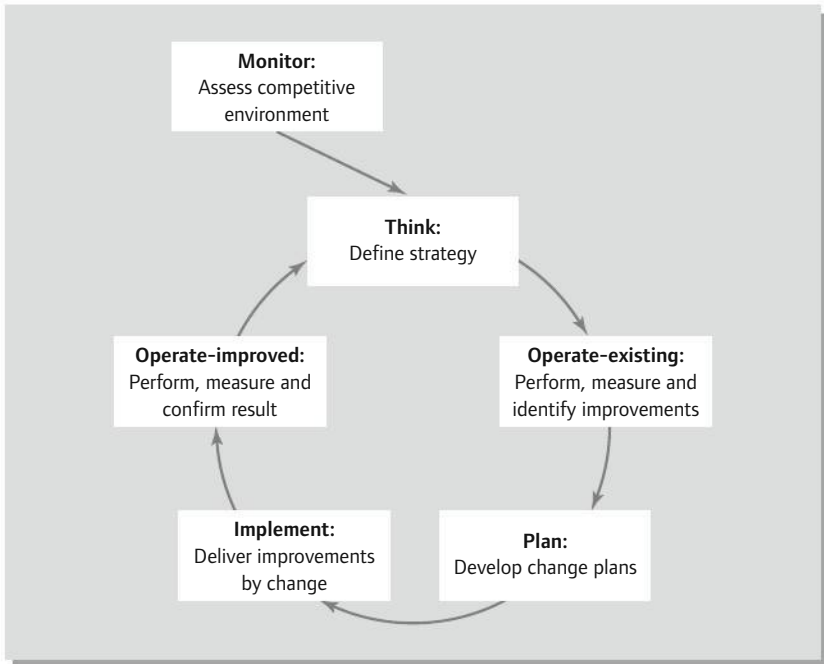 Monitor:
Assess competitive
environment
Think:
Define strategy
Operate-improved:
Perform, measure and
confirm result
Operate-existing:
Perform, measure and
identify improvements
Implement:
Deliver improvements
by change
Plan:
Develop change plans